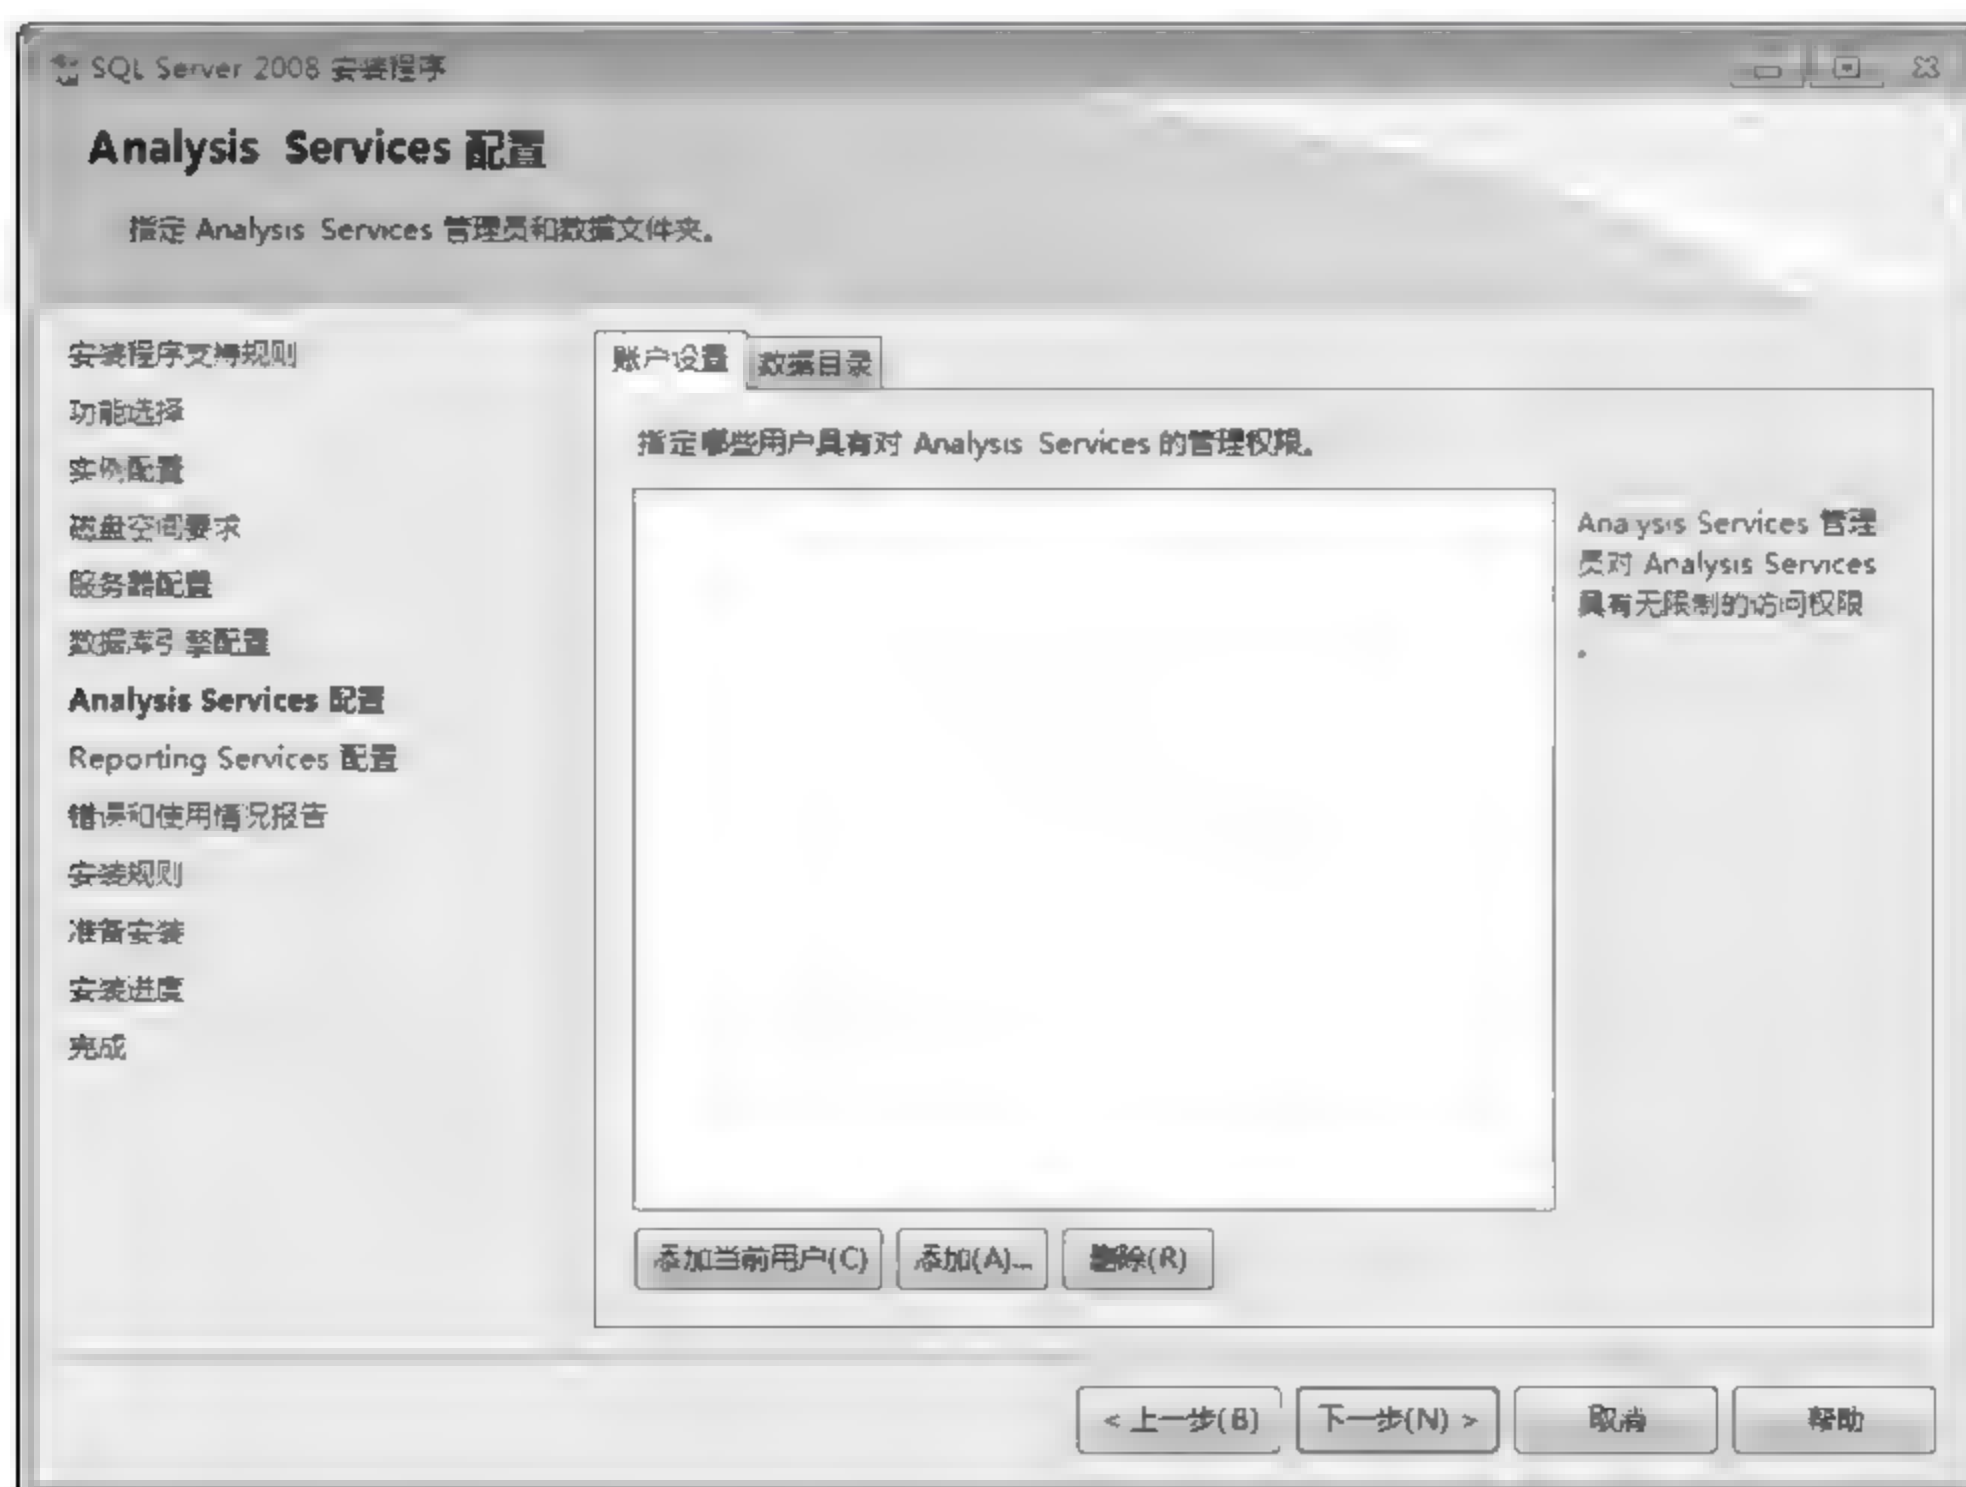 SQL Server 2008 安装程序
Analysis Services 配置
指定 Analysis Services 管理员和数据文件夹。
安装程序支持规则
功能选择
实例配置
磁盘空间要求
服务器配置
数据库引擎配置
Analysis Services 配置
Reporting Services 配置
错误和使用情况报告
安装规则
准备安装
安装进度
完成
账户设置
数据目录
指定哪些用户具有对 Analysis Services 的管理权限。
Analysis Services 管理
员对 Analysis Services
具有无限制的访问权限
。
添加当前用户(C)
添加(A)...
删除(R)
< 上一步(B)
下一步(N) >
取消
帮助